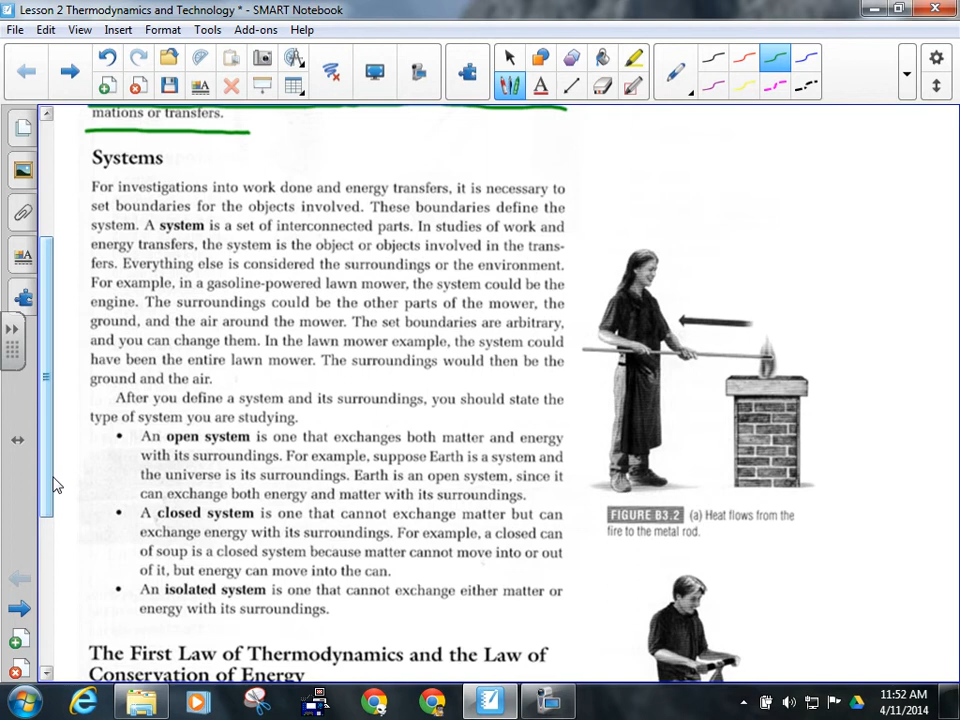 Lesson 2 Thermodynamics and Technology * - SMART Notebook
File Edit View Insert Format Tools Add-ons Help
mations or transfers.
Systems
For investigations into work done and energy transfers, it is necessary to
set boundaries for the objects involved. These boundaries define the
system. A system is a set of interconnected parts. In studies of work and
energy transfers, the system is the object or objects involved in the trans-
fers. Everything else is considered the surroundings or the environment.
For example, in a gasoline-powered lawn mower, the system could be the
engine. The surroundings could be the other parts of the mower, the
ground, and the air around the mower. The set boundaries are arbitrary,
and you can change them. In the lawn mower example, the system could
have been the entire lawn mower. The surroundings would then be the
ground and the air.
After you define a system and its surroundings, you should state the
type of system you are studying.
• An open system is one that exchanges both matter and energy
with its surroundings. For example, suppose Earth is a system and
the universe is its surroundings. Earth is an open system, since it
can exchange both energy and matter with its surroundings.
• A closed system is one that cannot exchange matter but can
exchange energy with its surroundings. For example, a closed can
of soup is a closed system because matter cannot move into or out
of it, but energy can move into the can.
• An isolated system is one that cannot exchange either matter or
energy with its surroundings.
The First Law of Thermodynamics and the Law of
Conservation of Energy
FIGURE B3.2 (a) Heat flows from the
fire to the metal rod.
11:52 AM
4/11/2014